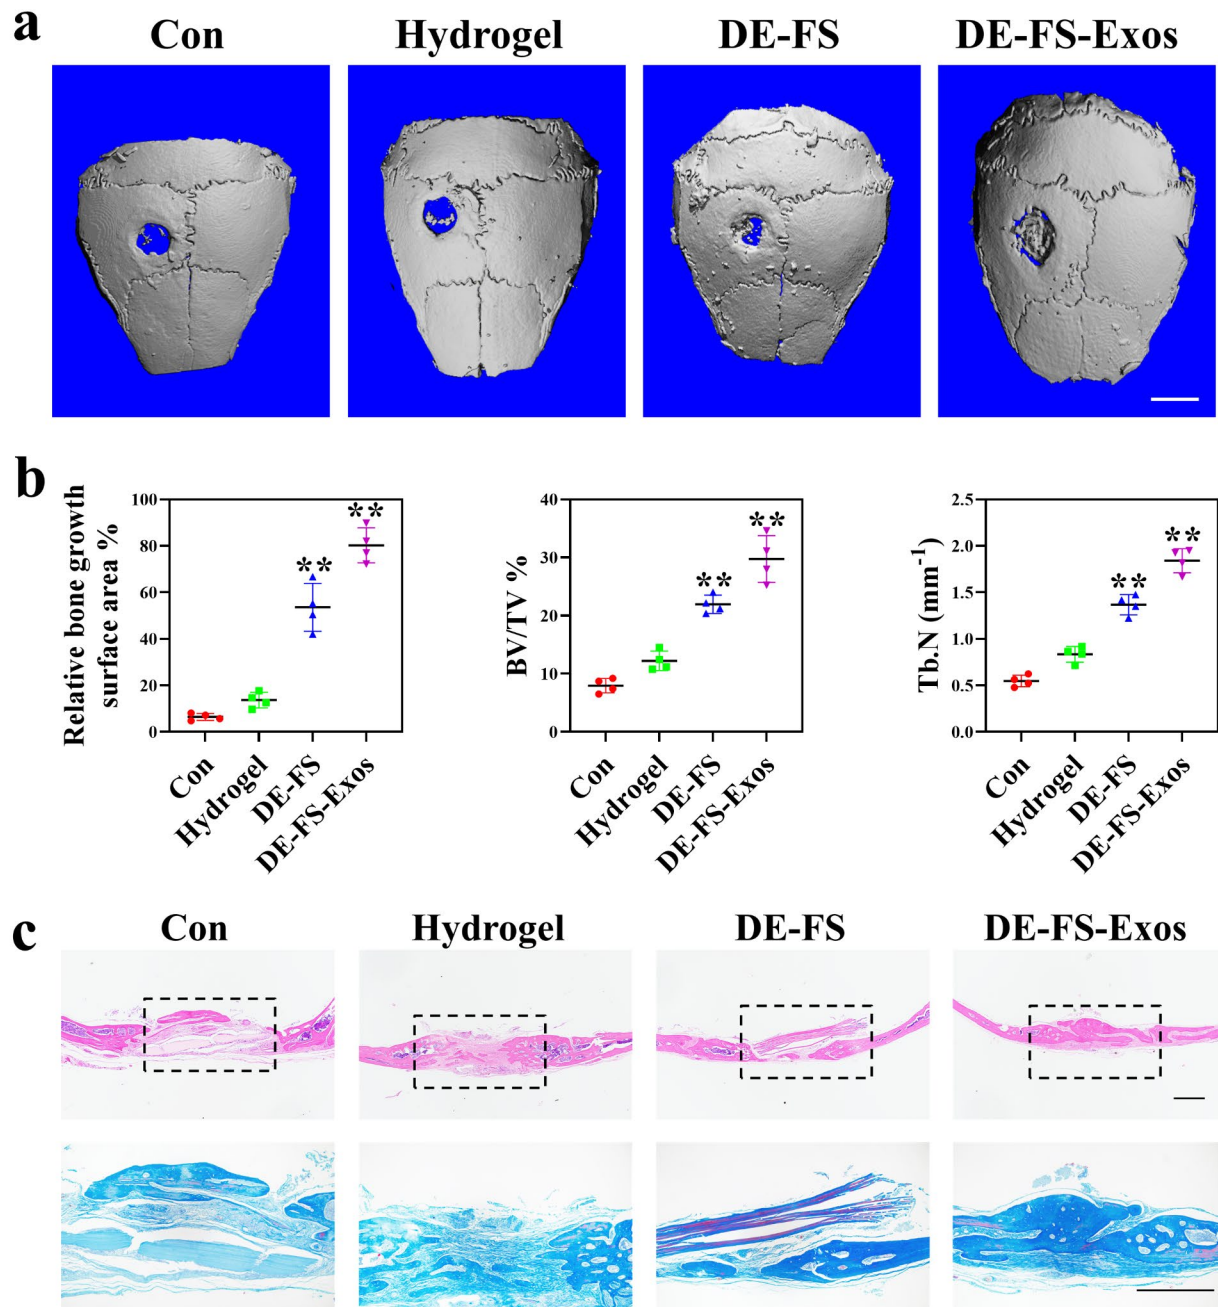 a
Con Hydrogel DE-FS DE-FS-Exos
b
Relative bone growth
surface area %
100
80
60
40
20
0
**
**
Con
Hydrogel
DE-FS
DE-FS-Exos
BV/TV %
40
30
20
10
0
**
**
Con
Hydrogel
DE-FS
DE-FS-Exos
Tb.N (mm⁻¹)
2.5
2.0
1.5
1.0
0.5
0.0
**
**
Con
Hydrogel
DE-FS
DE-FS-Exos
c
Con Hydrogel DE-FS DE-FS-Exos